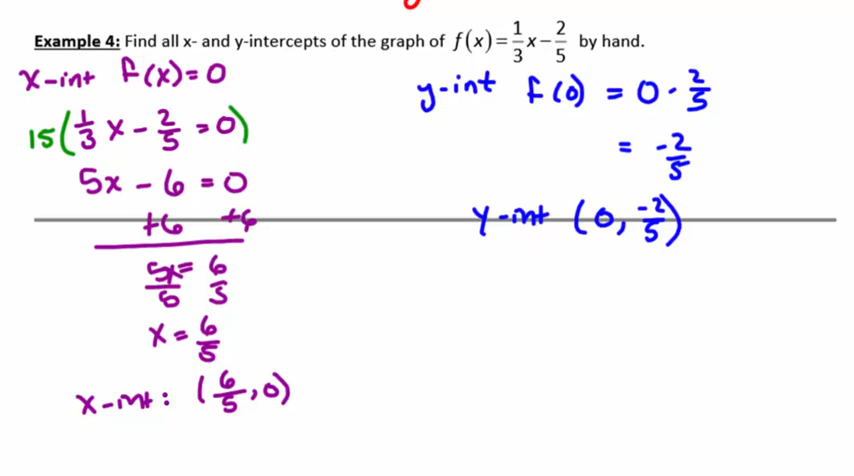 Example 4: Find all x- and y-intercepts of the graph of f(x) = 1/3 x − 2/5 by hand.
x-int f(x) = 0
15(1/3 x − 2/5 = 0)
5x − 6 = 0
+6 +6
5x/5 = 6/5
x = 6/5
x-int: (6/5, 0)
y-int f(0) = 0 - 2/5
= -2/5
y-int (0, -2/5)